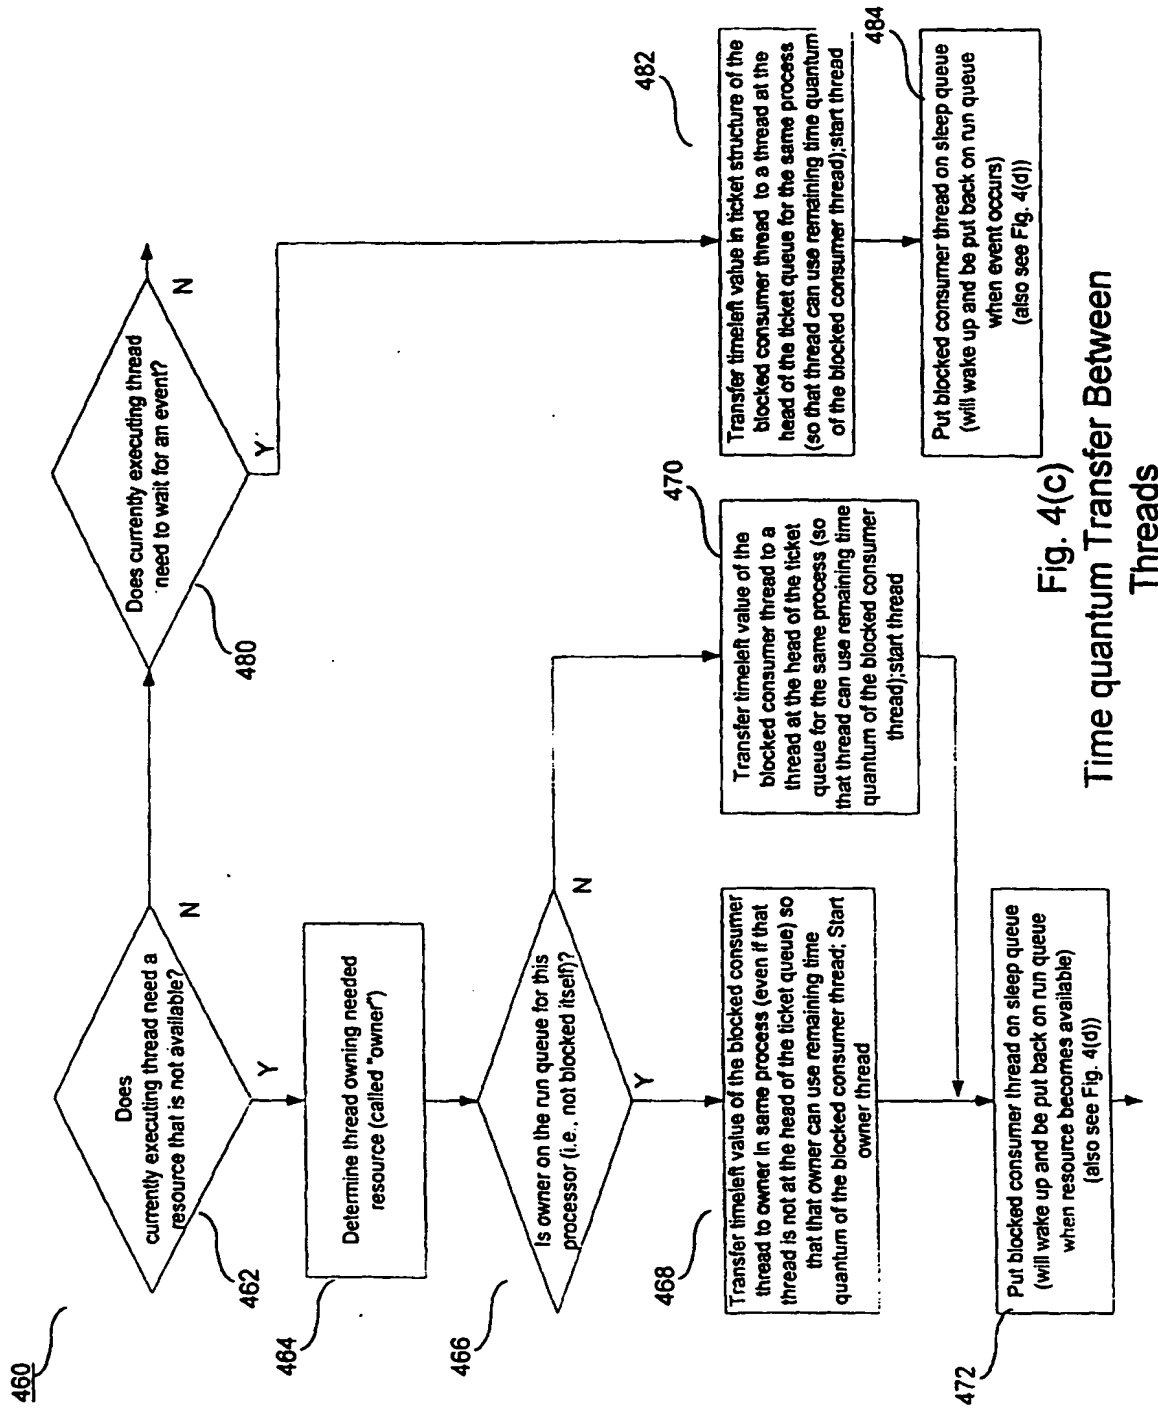 460
Does
currently executing thread need a
resource that is not available?
462
N
Y
Does currently executing thread
need to wait for an event?
480
N
Y
Determine thread owning needed
resource (called "owner")
464
Is owner on the run queue for this
processor (i.e., not blocked itself)?
466
N
Y
Transfer timeleft value of the blocked consumer
thread to owner in same process (even if that
thread is not at the head of the ticket queue) so
that that owner can use remaining time
quantum of the blocked consumer thread; Start
owner thread
468
Transfer timeleft value of the
blocked consumer thread to a
thread at the head of the ticket
queue for the same process (so
that thread can use remaining time
quantum of the blocked consumer
thread);start thread
470
Transfer timeleft value in ticket structure of the
blocked consumer thread to a thread at the
head of the ticket queue for the same process
(so that thread can use remaining time quantum
of the blocked consumer thread);start thread
482
Put blocked consumer thread on sleep queue
(will wake up and be put back on run queue
when resource becomes available)
(also see Fig. 4(d))
472
Put blocked consumer thread on sleep queue
(will wake up and be put back on run queue
when event occurs)
(also see Fig. 4(d))
484
Fig. 4(c)
Time quantum Transfer Between
Threads